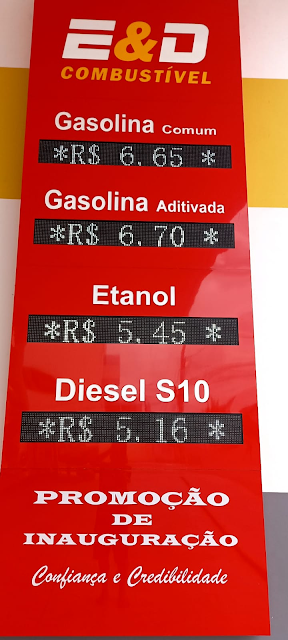 E&D
COMBUSTÍVEL
Gasolina Comum
*R$ 6.65 *
Gasolina Aditivada
*R$ 6.70 *
Etanol
*R$ 5.45 *
Diesel S10
*R$ 5.16 *
PROMOÇÃO
DE
INAUGURAÇÃO
Confiança e Credibilidade